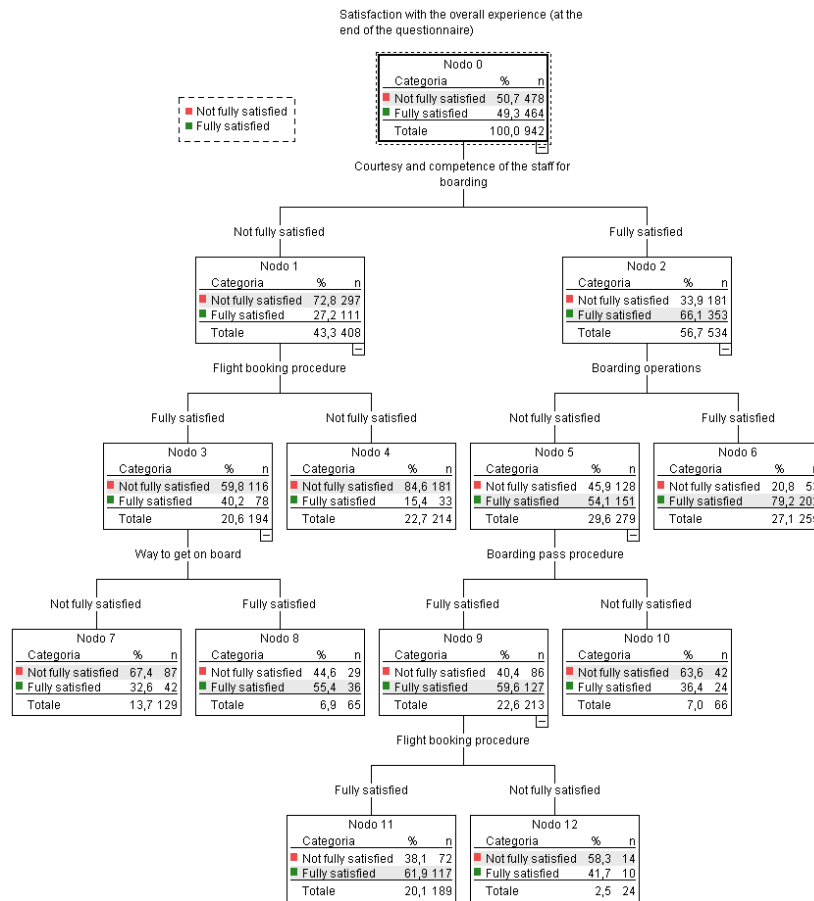 Satisfaction with the overall experience (at the
end of the questionnaire)
Nodo 0
Categoria % n
Not fully satisfied 50,7 478
Fully satisfied 49,3 464
Totale 100,0 942
Not fully satisfied
Fully satisfied
Courtesy and competence of the staff for
boarding
Not fully satisfied
Fully satisfied
Nodo 1
Categoria % n
Not fully satisfied 72,8 297
Fully satisfied 27,2 111
Totale 43,3 408
Nodo 2
Categoria % n
Not fully satisfied 33,9 181
Fully satisfied 66,1 353
Totale 56,7 534
Flight booking procedure
Boarding operations
Fully satisfied
Not fully satisfied
Not fully satisfied
Fully satisfied
Nodo 3
Categoria % n
Not fully satisfied 59,8 116
Fully satisfied 40,2 78
Totale 20,6 194
Nodo 4
Categoria % n
Not fully satisfied 84,6 181
Fully satisfied 15,4 33
Totale 22,7 214
Nodo 5
Categoria % n
Not fully satisfied 45,9 128
Fully satisfied 54,1 151
Totale 29,6 279
Nodo 6
Categoria % n
Not fully satisfied 20,8
Fully satisfied 79,2
Totale 27,1
Way to get on board
Boarding pass procedure
Not fully satisfied
Fully satisfied
Fully satisfied
Not fully satisfied
Nodo 7
Categoria % n
Not fully satisfied 67,4 87
Fully satisfied 32,6 42
Totale 13,7 129
Nodo 8
Categoria % n
Not fully satisfied 44,6 29
Fully satisfied 55,4 36
Totale 6,9 65
Nodo 9
Categoria % n
Not fully satisfied 40,4 86
Fully satisfied 59,6 127
Totale 22,6 213
Nodo 10
Categoria % n
Not fully satisfied 63,6 42
Fully satisfied 36,4 24
Totale 7,0 66
Flight booking procedure
Fully satisfied
Not fully satisfied
Nodo 11
Categoria % n
Not fully satisfied 38,1 72
Fully satisfied 61,9 117
Totale 20,1 189
Nodo 12
Categoria % n
Not fully satisfied 58,3 14
Fully satisfied 41,7 10
Totale 2,5 24